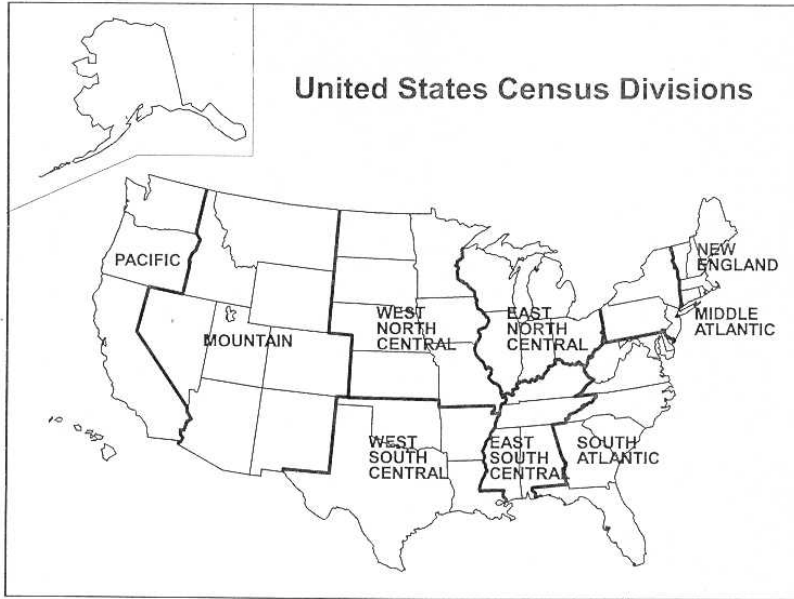 United States Census Divisions
PACIFIC
MOUNTAIN
WEST
NORTH
CENTRAL
EAST
NORTH
CENTRAL
NEW
ENGLAND
MIDDLE
ATLANTIC
WEST
SOUTH
CENTRAL
EAST
SOUTH
CENTRAL
SOUTH
ATLANTIC